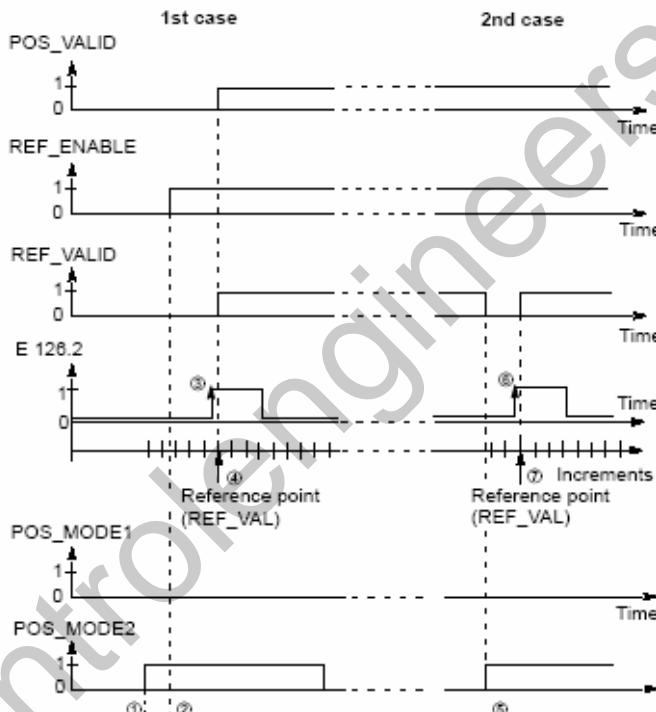 1st case
2nd case
POS_VALID
1
0
Time
REF_ENABLE
1
0
Time
REF_VALID
1
0
Time
E 126.2
③
⑥
1
0
Time
④
⑦ Increments
Reference point
(REF_VAL)
Reference point
(REF_VAL)
POS_MODE1
1
0
Time
POS_MODE2
1
0
① ② ⑤
controlengineers